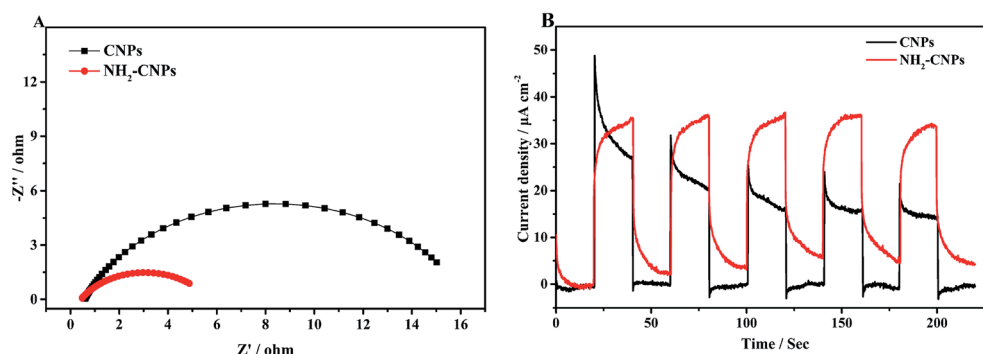 A
CNPs
NH₂-CNPs
-Z'' / ohm
12
9
6
3
0
0 2 4 6 8 10 12 14 16
Z' / ohm
B
CNPs
NH₂-CNPs
Current density / μA cm⁻²
50
40
30
20
10
0
0 50 100 150 200
Time / Sec